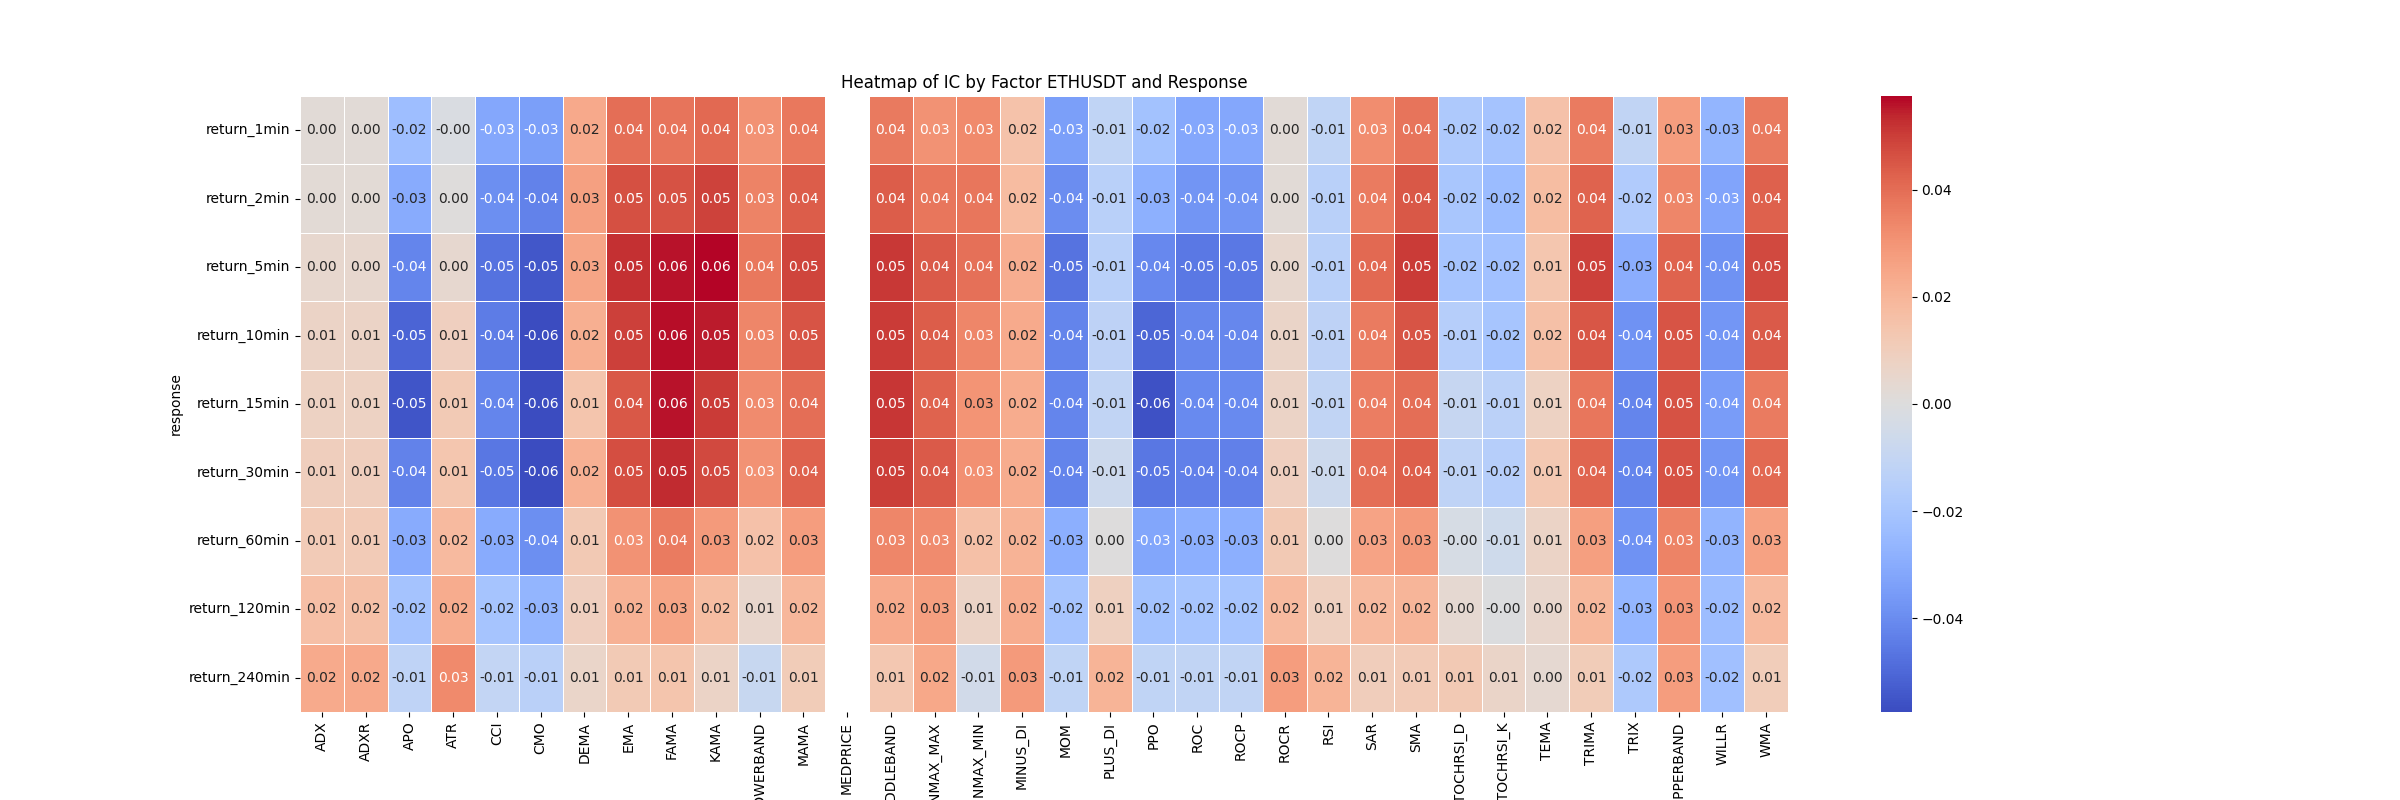 Heatmap of IC by Factor ETHUSDT and Response
return_1min 0.00 0.00 -0.02 -0.00 -0.03 -0.03 0.02 0.04 0.04 0.04 0.03 0.04 0.04 0.03 0.03 0.02 -0.03 -0.01 -0.02 -0.03 -0.03 0.00 -0.01 0.03 0.04 -0.02 -0.02 0.02 0.04 -0.01 0.03 -0.03 0.04
return_2min 0.00 0.00 -0.03 0.00 -0.04 -0.04 0.03 0.05 0.05 0.05 0.03 0.04 0.04 0.04 0.04 0.02 -0.04 -0.01 -0.03 -0.04 -0.04 0.00 -0.01 0.04 0.04 -0.02 -0.02 0.02 0.04 -0.02 0.03 -0.03 0.04
0.04
return_5min 0.00 0.00 -0.04 0.00 -0.05 -0.05 0.03 0.05 0.06 0.06 0.04 0.05 0.05 0.04 0.04 0.02 -0.05 -0.01 -0.04 -0.05 -0.05 0.00 -0.01 0.04 0.05 -0.02 -0.02 0.01 0.05 -0.03 0.04 -0.04 0.05
0.02
return_10min 0.01 0.01 -0.05 0.01 -0.04 -0.06 0.02 0.05 0.06 0.05 0.03 0.05 0.05 0.04 0.03 0.02 -0.04 -0.01 -0.05 -0.04 -0.04 0.01 -0.01 0.04 0.05 -0.01 -0.02 0.02 0.04 -0.04 0.05 -0.04 0.04
response
return_15min 0.01 0.01 -0.05 0.01 -0.04 -0.06 0.01 0.04 0.06 0.05 0.03 0.04 0.05 0.04 0.03 0.02 -0.04 -0.01 -0.06 -0.04 -0.04 0.01 -0.01 0.04 0.04 -0.01 -0.01 0.01 0.04 -0.04 0.05 -0.04 0.04
0.00
return_30min 0.01 0.01 -0.04 0.01 -0.05 -0.06 0.02 0.05 0.05 0.05 0.03 0.04 0.05 0.04 0.03 0.02 -0.04 -0.01 -0.05 -0.04 -0.04 0.01 -0.01 0.04 0.04 -0.01 -0.02 0.01 0.04 -0.04 0.05 -0.04 0.04
−0.02
return_60min 0.01 0.01 -0.03 0.02 -0.03 -0.04 0.01 0.03 0.04 0.03 0.02 0.03 0.03 0.03 0.02 0.02 -0.03 0.00 -0.03 -0.03 -0.03 0.01 0.00 0.03 0.03 -0.00 -0.01 0.01 0.03 -0.04 0.03 -0.03 0.03
return_120min 0.02 0.02 -0.02 0.02 -0.02 -0.03 0.01 0.02 0.03 0.02 0.01 0.02 0.02 0.03 0.01 0.02 -0.02 0.01 -0.02 -0.02 -0.02 0.02 0.01 0.02 0.02 0.00 -0.00 0.00 0.02 -0.03 0.03 -0.02 0.02
−0.04
return_240min 0.02 0.02 -0.01 0.03 -0.01 -0.01 0.01 0.01 0.01 0.01 -0.01 0.01 0.01 0.02 -0.01 0.03 -0.01 0.02 -0.01 -0.01 -0.01 0.03 0.02 0.01 0.01 0.01 0.01 0.00 0.01 -0.02 0.03 -0.02 0.01
ADX ADXR APO ATR CCI CMO DEMA EMA FAMA KAMA OWERBAND MAMA MEDPRICE DDLEBAND NMAX_MAX NMAX_MIN MINUS_DI MOM PLUS_DI PPO ROC ROCP ROCR RSI SAR SMA TOCHRSI_D TOCHRSI_K TEMA TRIMA TRIX PPERBAND WILLR WMA